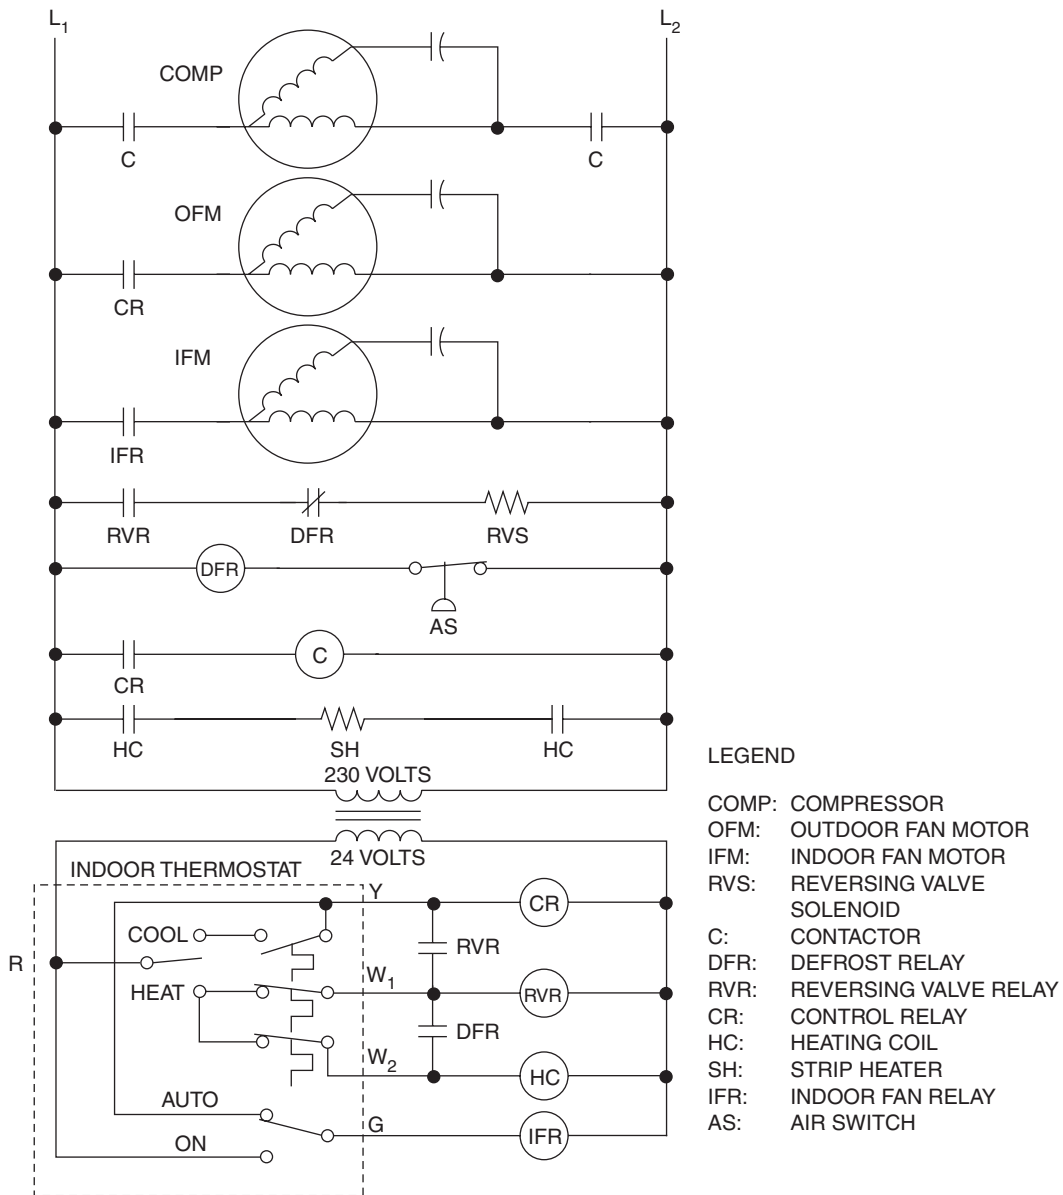 L1
L2
COMP
C
C
OFM
CR
IFM
IFR
RVR
DFR
RVS
DFR
AS
C
CR
HC
SH
HC
230 VOLTS
24 VOLTS
INDOOR THERMOSTAT
Y
CR
COOL
RVR
R
W1
HEAT
RVR
DFR
W2
HC
AUTO
G
ON
IFR
LEGEND
COMP: COMPRESSOR
OFM: OUTDOOR FAN MOTOR
IFM: INDOOR FAN MOTOR
RVS: REVERSING VALVE
SOLENOID
C: CONTACTOR
DFR: DEFROST RELAY
RVR: REVERSING VALVE RELAY
CR: CONTROL RELAY
HC: HEATING COIL
SH: STRIP HEATER
IFR: INDOOR FAN RELAY
AS: AIR SWITCH